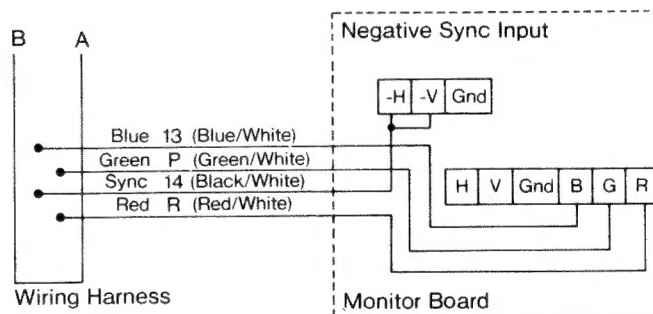 B A
Negative Sync Input
-H -V Gnd
Blue 13 (Blue/White)
Green P (Green/White)
Sync 14 (Black/White)
Red R (Red/White)
H V Gnd B G R
Wiring Harness
Monitor Board